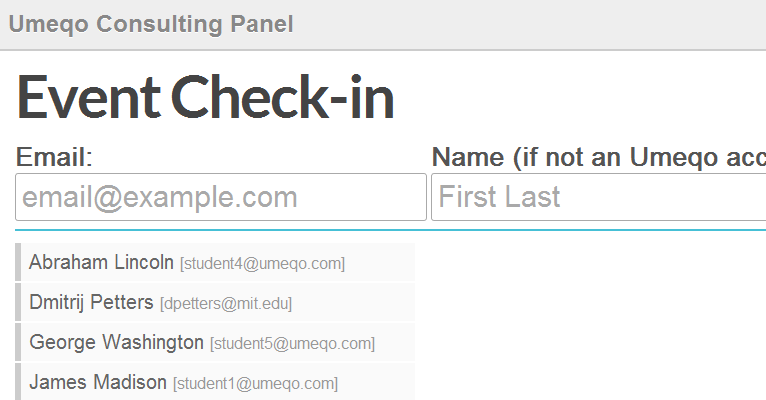 Umeqo Consulting Panel
Event Check-in
Email: Name (if not an Umeqo acc
email@example.com First Last
Abraham Lincoln [student4@umeqo.com]
Dmitrij Petters [dpetters@mit.edu]
George Washington [student5@umeqo.com]
James Madison [student1@umeqo.com]